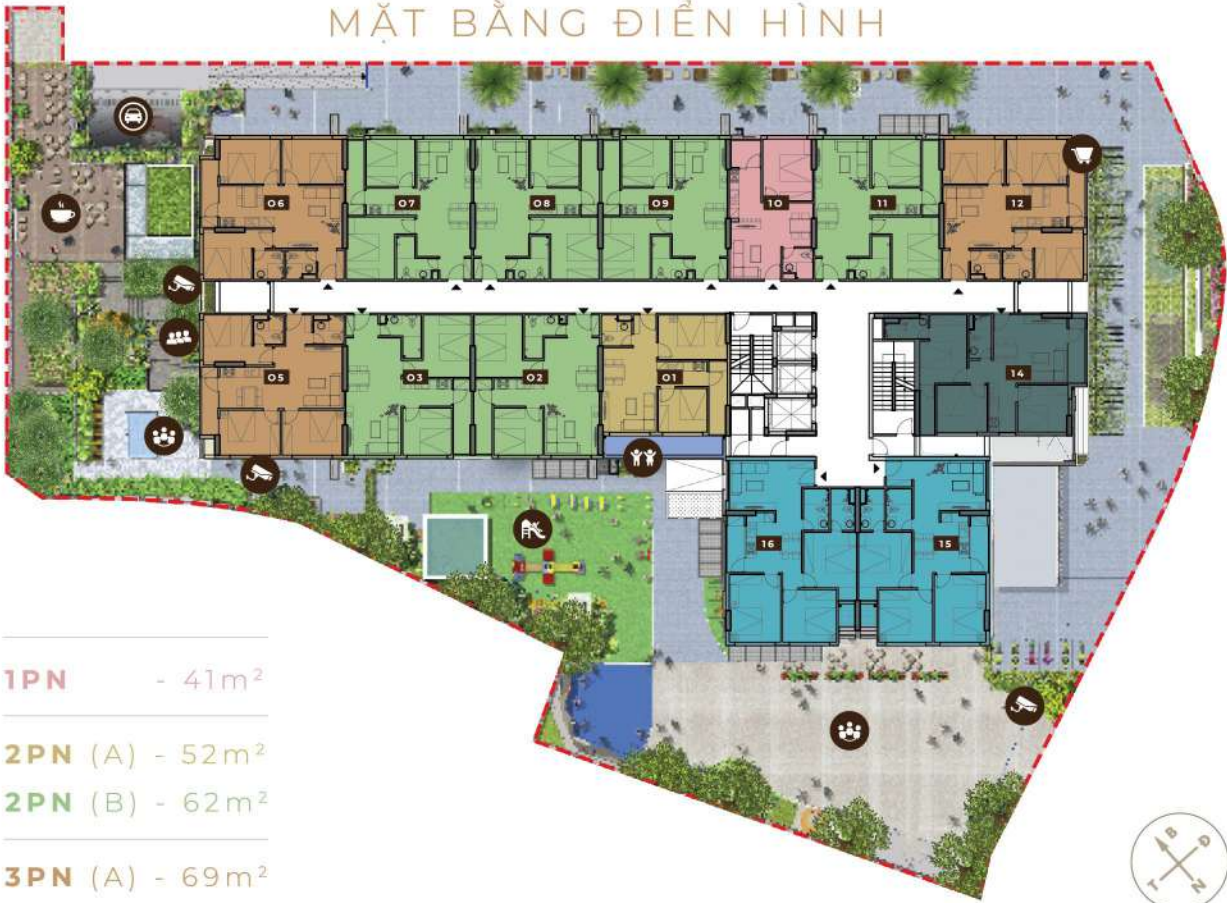 MẶT BẰNG ĐIỂN HÌNH
06
07
08
09
10
11
12
05
03
02
01
14
16
15
1PN - 41m²
2PN (A) - 52m²
2PN (B) - 62m²
3PN (A) - 69m²
B
Đ
T
N